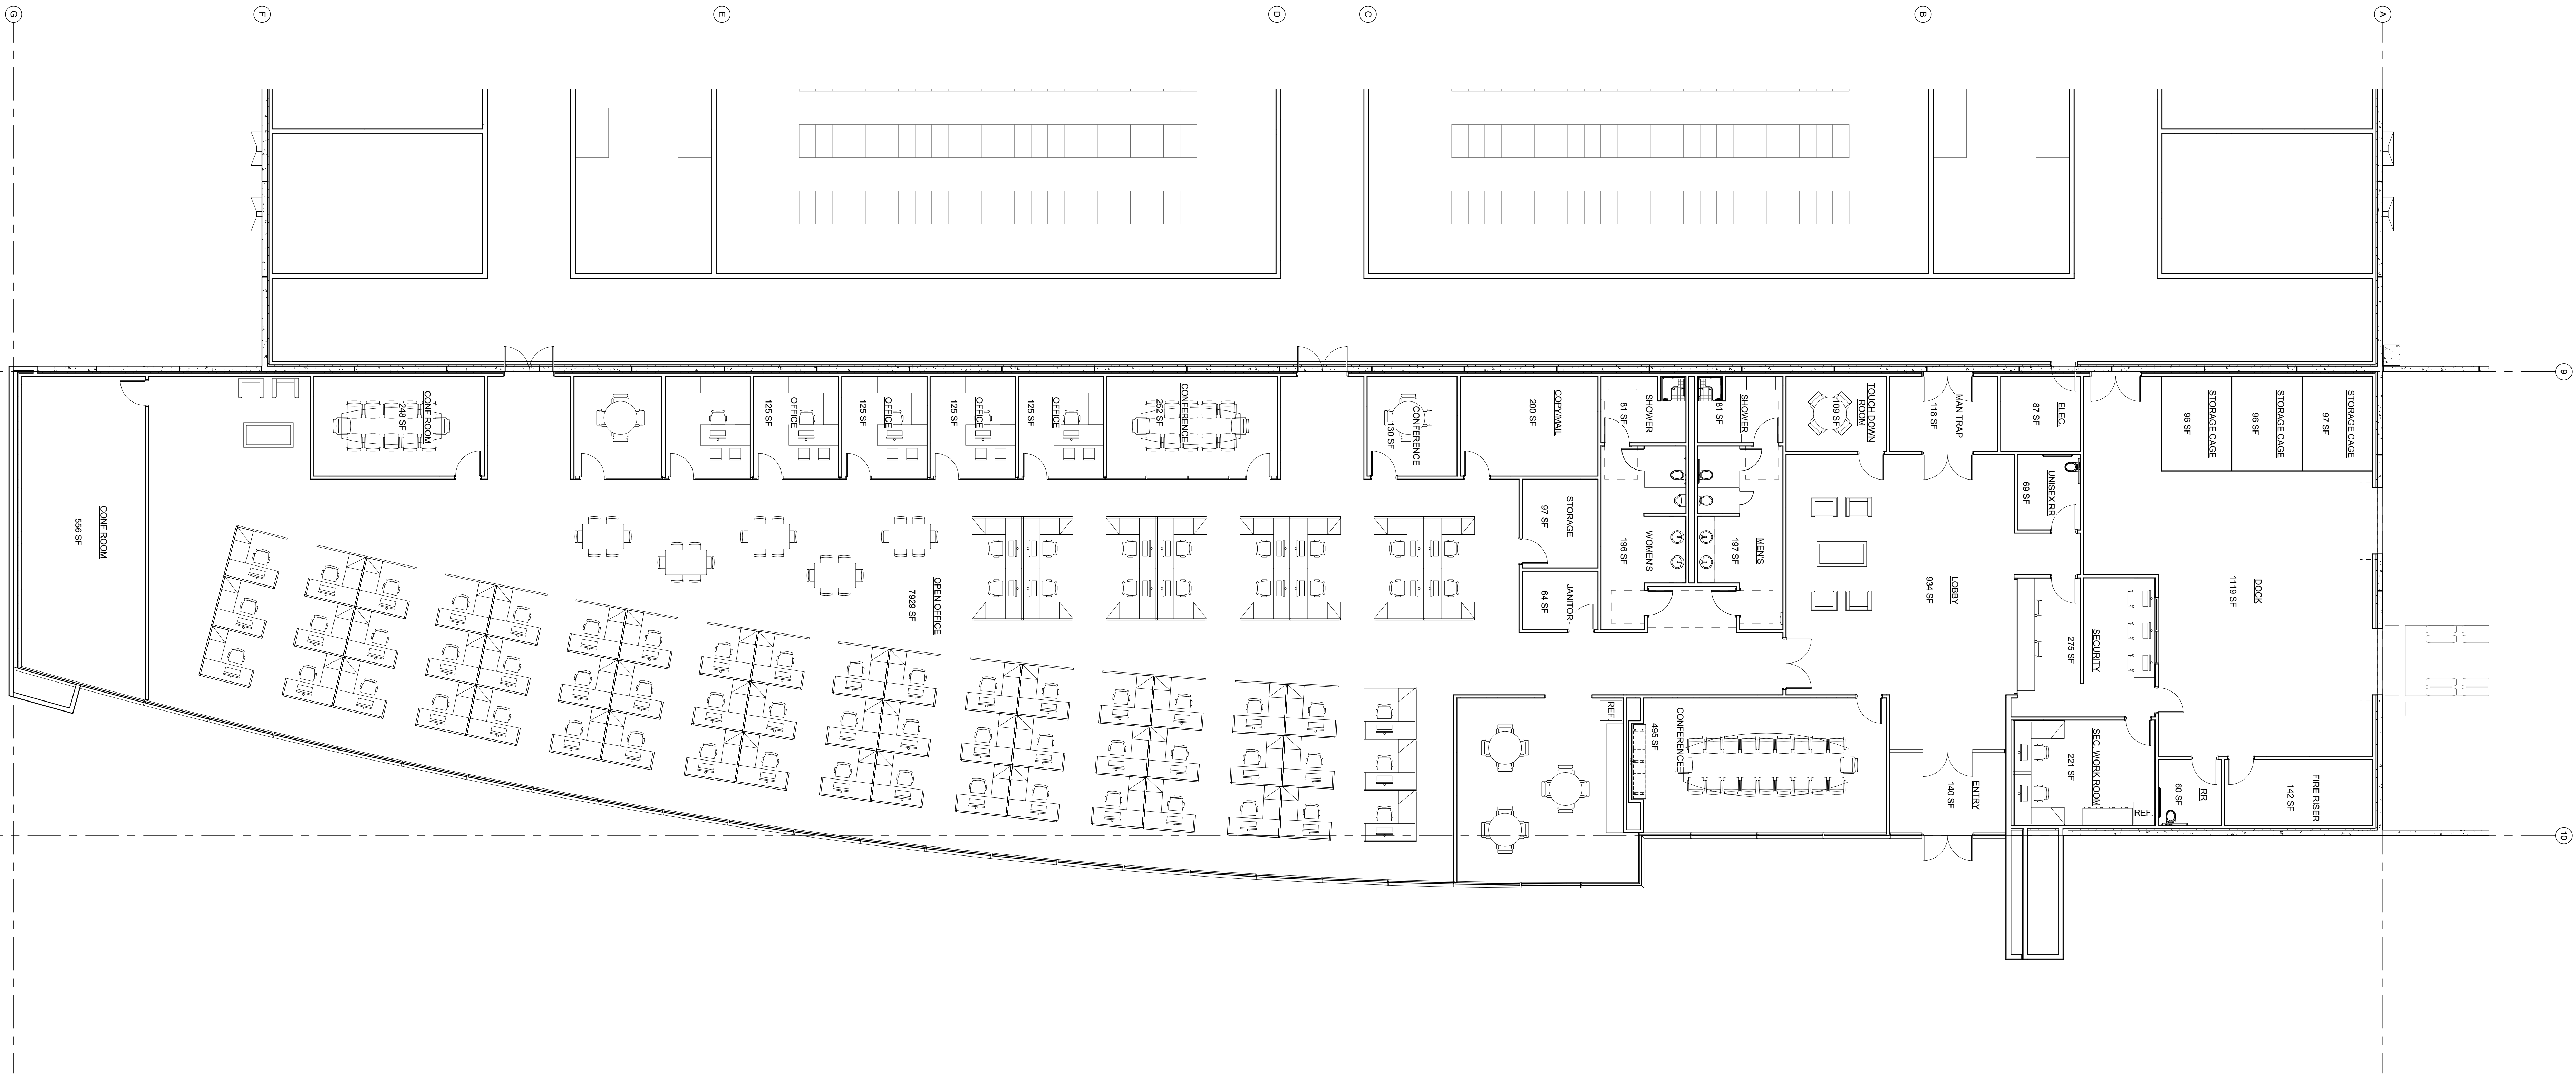 G
F
E
D
C
B
A
9
10
CONF ROOM
248 SF
125 SF
OFFICE
125 SF
OFFICE
125 SF
OFFICE
125 SF
OFFICE
CONFERENCE
252 SF
CONFERENCE
130 SF
COPY/MAIL
200 SF
SHOWER
81 SF
SHOWER
81 SF
TOUCH DOWN
ROOM
109 SF
MAN TRAP
118 SF
ELEC.
87 SF
STORAGE CAGE
96 SF
STORAGE CAGE
96 SF
STORAGE CAGE
97 SF
UNISEX RR
69 SF
CONF ROOM
556 SF
OPEN OFFICE
7929 SF
STORAGE
97 SF
JANITOR
64 SF
WOMEN'S
196 SF
MEN'S
197 SF
LOBBY
934 SF
SECURITY
275 SF
DOCK
1119 SF
REF
CONFERENCE
495 SF
ENTRY
140 SF
SEC. WORK ROOM
221 SF
REF.
RR
60 SF
FIRE RISER
142 SF